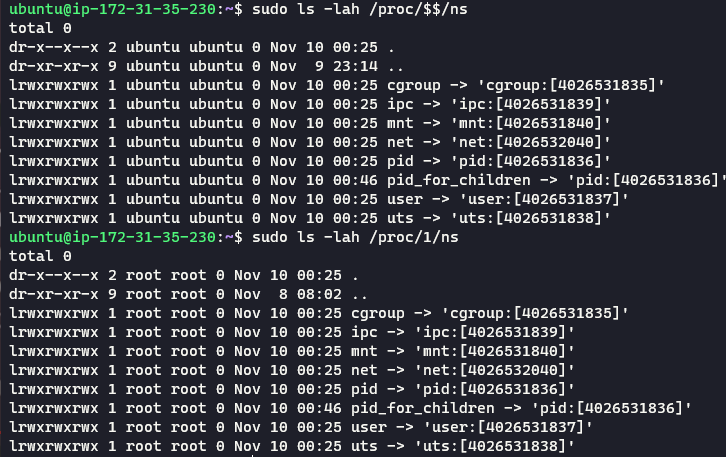 ubuntu@ip-172-31-35-230:~$ sudo ls -lah /proc/$$/ns
total 0
dr-x--x--x 2 ubuntu ubuntu 0 Nov 10 00:25 .
dr-xr-xr-x 9 ubuntu ubuntu 0 Nov  9 23:14 ..
lrwxrwxrwx 1 ubuntu ubuntu 0 Nov 10 00:25 cgroup -> 'cgroup:[4026531835]'
lrwxrwxrwx 1 ubuntu ubuntu 0 Nov 10 00:25 ipc -> 'ipc:[4026531839]'
lrwxrwxrwx 1 ubuntu ubuntu 0 Nov 10 00:25 mnt -> 'mnt:[4026531840]'
lrwxrwxrwx 1 ubuntu ubuntu 0 Nov 10 00:25 net -> 'net:[4026532040]'
lrwxrwxrwx 1 ubuntu ubuntu 0 Nov 10 00:25 pid -> 'pid:[4026531836]'
lrwxrwxrwx 1 ubuntu ubuntu 0 Nov 10 00:46 pid_for_children -> 'pid:[4026531836]'
lrwxrwxrwx 1 ubuntu ubuntu 0 Nov 10 00:25 user -> 'user:[4026531837]'
lrwxrwxrwx 1 ubuntu ubuntu 0 Nov 10 00:25 uts -> 'uts:[4026531838]'
ubuntu@ip-172-31-35-230:~$ sudo ls -lah /proc/1/ns
total 0
dr-x--x--x 2 root root 0 Nov 10 00:25 .
dr-xr-xr-x 9 root root 0 Nov  8 08:02 ..
lrwxrwxrwx 1 root root 0 Nov 10 00:25 cgroup -> 'cgroup:[4026531835]'
lrwxrwxrwx 1 root root 0 Nov 10 00:25 ipc -> 'ipc:[4026531839]'
lrwxrwxrwx 1 root root 0 Nov 10 00:25 mnt -> 'mnt:[4026531840]'
lrwxrwxrwx 1 root root 0 Nov 10 00:25 net -> 'net:[4026532040]'
lrwxrwxrwx 1 root root 0 Nov 10 00:25 pid -> 'pid:[4026531836]'
lrwxrwxrwx 1 root root 0 Nov 10 00:46 pid_for_children -> 'pid:[4026531836]'
lrwxrwxrwx 1 root root 0 Nov 10 00:25 user -> 'user:[4026531837]'
lrwxrwxrwx 1 root root 0 Nov 10 00:25 uts -> 'uts:[4026531838]'